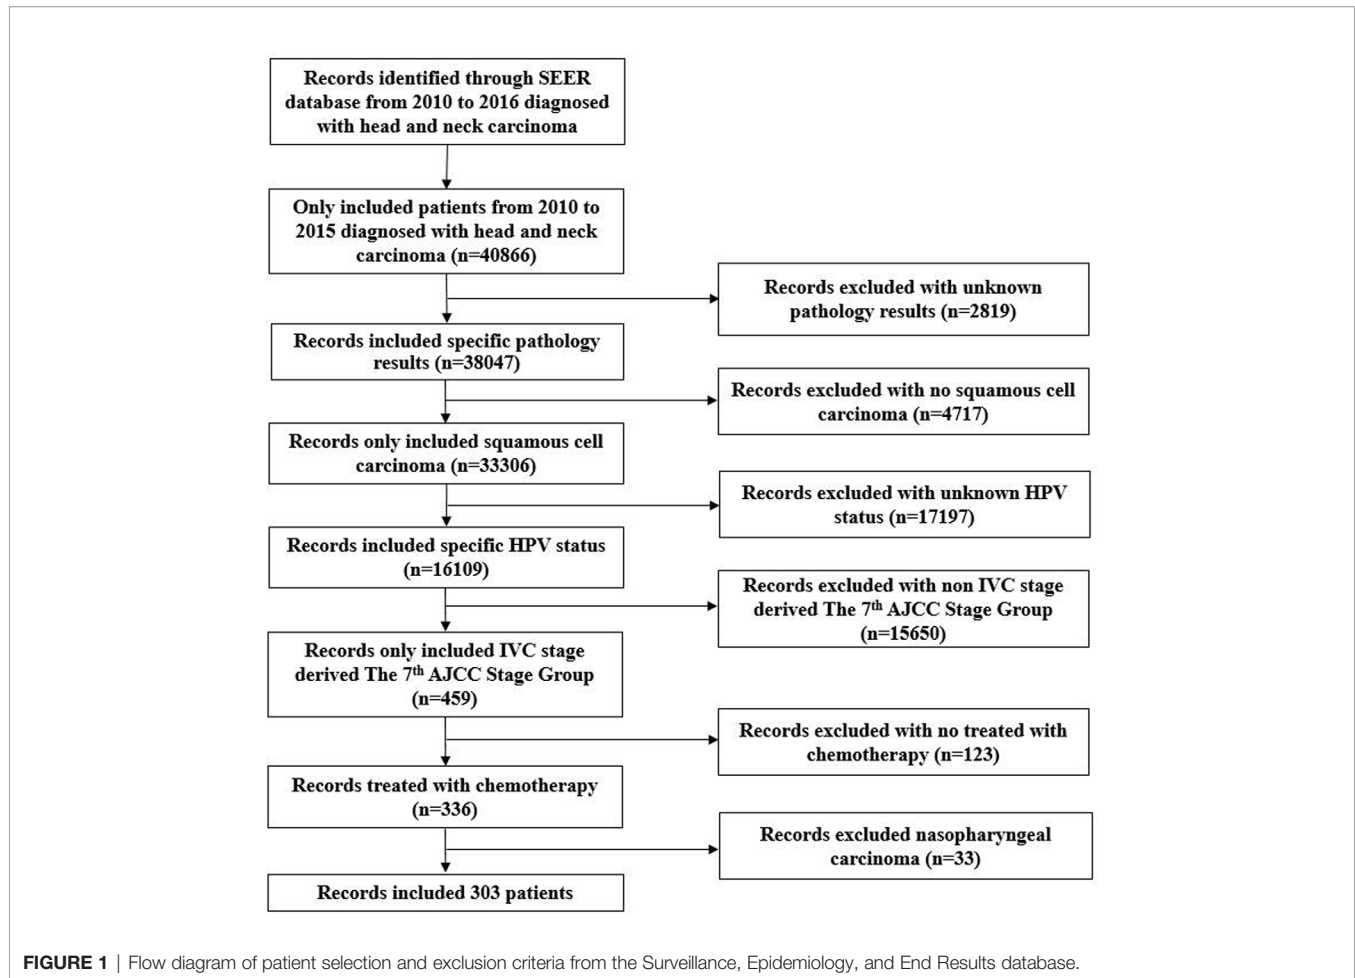 Records identified through SEER
database from 2010 to 2016 diagnosed
with head and neck carcinoma
Only included patients from 2010 to
2015 diagnosed with head and neck
carcinoma (n=40866)
Records excluded with unknown
pathology results (n=2819)
Records included specific pathology
results (n=38047)
Records excluded with no squamous cell
carcinoma (n=4717)
Records only included squamous cell
carcinoma (n=33306)
Records excluded with unknown HPV
status (n=17197)
Records included specific HPV status
(n=16109)
Records excluded with non IVC stage
derived The 7th AJCC Stage Group
(n=15650)
Records only included IVC stage
derived The 7th AJCC Stage Group
(n=459)
Records excluded with no treated with
chemotherapy (n=123)
Records treated with chemotherapy
(n=336)
Records excluded nasopharyngeal
carcinoma (n=33)
Records included 303 patients
FIGURE 1 | Flow diagram of patient selection and exclusion criteria from the Surveillance, Epidemiology, and End Results database.